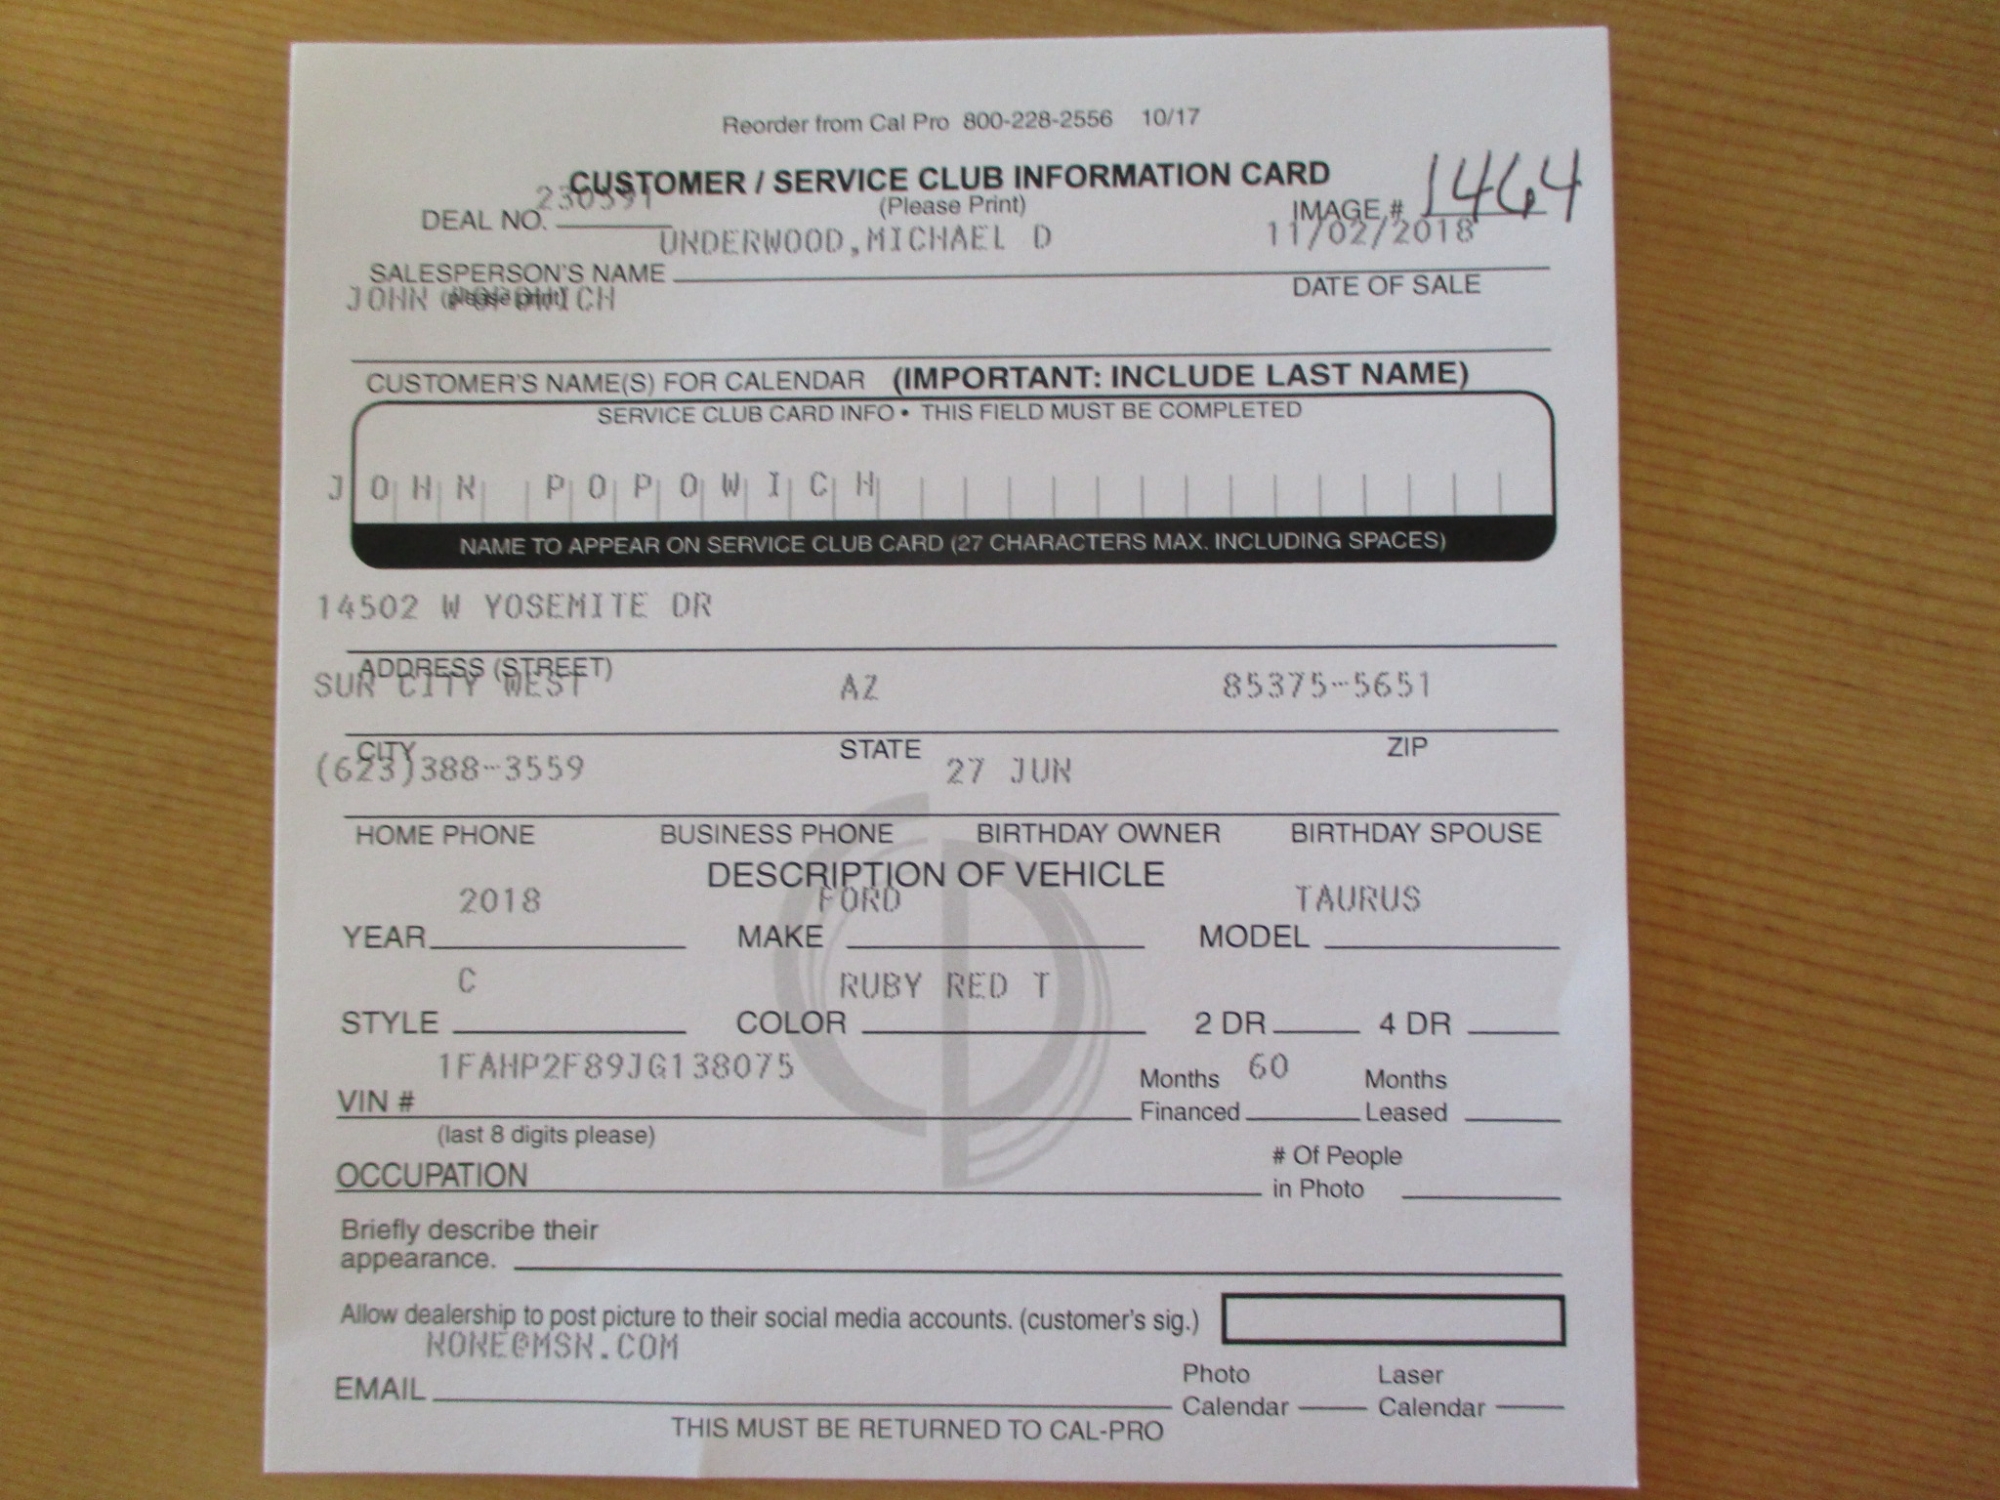 Reorder from Cal Pro 800-228-2556 10/17
CUSTOMER / SERVICE CLUB INFORMATION CARD
(Please Print)
DEAL NO. 230591
IMAGE # 1464
UNDERWOOD,MICHAEL D 11/02/2018
SALESPERSON'S NAME DATE OF SALE
(please print)
JOHN POPOWICH
CUSTOMER'S NAME(S) FOR CALENDAR (IMPORTANT: INCLUDE LAST NAME)
SERVICE CLUB CARD INFO • THIS FIELD MUST BE COMPLETED
JOHN POPOWICH
NAME TO APPEAR ON SERVICE CLUB CARD (27 CHARACTERS MAX. INCLUDING SPACES)
14502 W YOSEMITE DR
ADDRESS (STREET)
SUN CITY WEST AZ 85375-5651
CITY STATE ZIP
(623)388-3559 27 JUN
HOME PHONE BUSINESS PHONE BIRTHDAY OWNER BIRTHDAY SPOUSE
DESCRIPTION OF VEHICLE
2018 FORD TAURUS
YEAR MAKE MODEL
C RUBY RED T
STYLE COLOR 2 DR 4 DR
1FAHP2F89JG138075
VIN #
(last 8 digits please)
Months Financed 60
Months Leased
OCCUPATION
# Of People in Photo
Briefly describe their
appearance.
Allow dealership to post picture to their social media accounts. (customer's sig.)
NONE@MSN.COM
EMAIL
Photo Calendar
Laser Calendar
THIS MUST BE RETURNED TO CAL-PRO